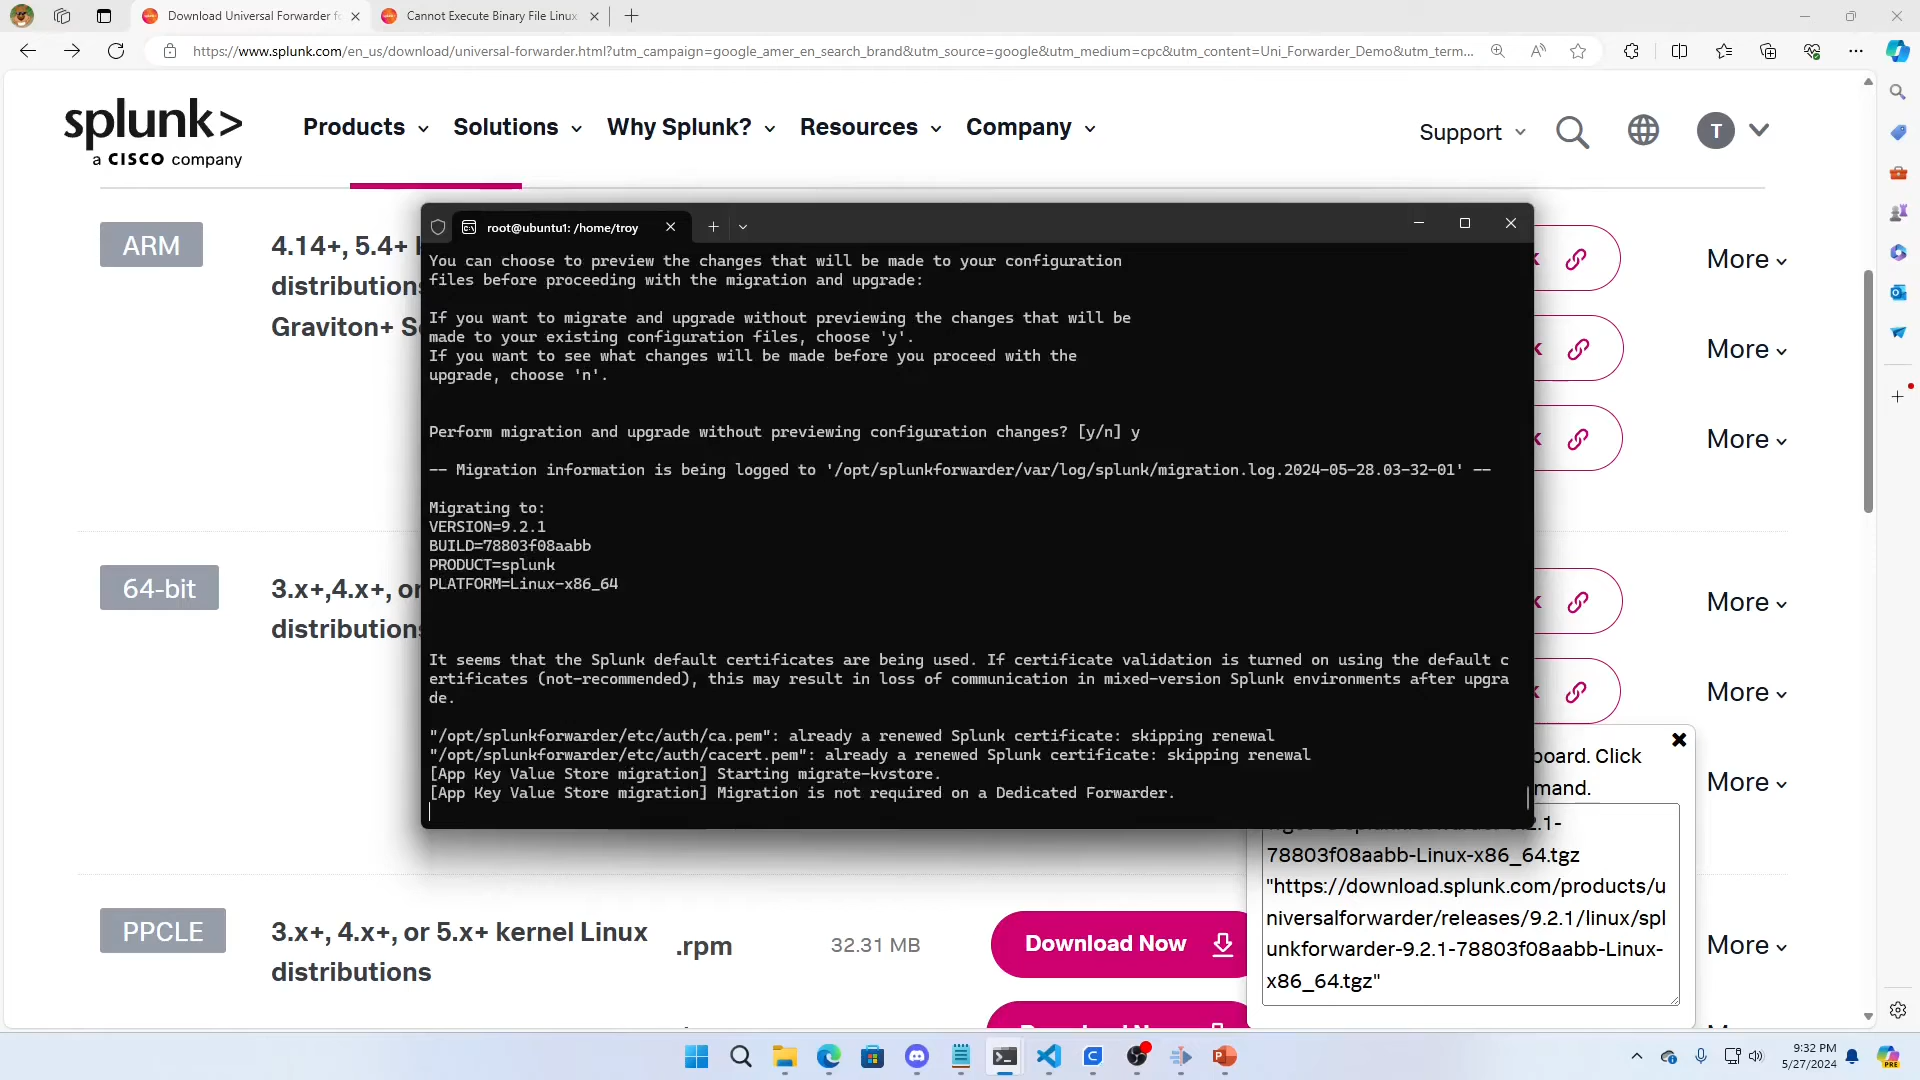 Download Universal Forwarder fo
Cannot Execute Binary File Linux
https://www.splunk.com/en_us/download/universal-forwarder.html?utm_campaign=google_amer_en_search_brand&utm_source=google&utm_medium=cpc&utm_content=Uni_Forwarder_Demo&utm_term...
splunk>
a CISCO company
Products
Solutions
Why Splunk?
Resources
Company
Support
T
ARM
4.14+, 5.4+
distributions
Graviton+ S
More
More
More
root@ubuntu1: /home/troy
You can choose to preview the changes that will be made to your configuration
files before proceeding with the migration and upgrade:
If you want to migrate and upgrade without previewing the changes that will be
made to your existing configuration files, choose 'y'.
If you want to see what changes will be made before you proceed with the
upgrade, choose 'n'.
Perform migration and upgrade without previewing configuration changes? [y/n] y
-- Migration information is being logged to '/opt/splunkforwarder/var/log/splunk/migration.log.2024-05-28.03-32-01' --
Migrating to:
VERSION=9.2.1
BUILD=78803f08aabb
PRODUCT=splunk
PLATFORM=Linux-x86_64
It seems that the Splunk default certificates are being used. If certificate validation is turned on using the default c
ertificates (not-recommended), this may result in loss of communication in mixed-version Splunk environments after upgra
de.
"/opt/splunkforwarder/etc/auth/ca.pem": already a renewed Splunk certificate: skipping renewal
"/opt/splunkforwarder/etc/auth/cacert.pem": already a renewed Splunk certificate: skipping renewal
[App Key Value Store migration] Starting migrate-kvstore.
[App Key Value Store migration] Migration is not required on a Dedicated Forwarder.
64-bit
3.x+,4.x+, or
distributions
More
More
More
board. Click
mand.
78803f08aabb-Linux-x86_64.tgz
"https://download.splunk.com/products/u
niversalforwarder/releases/9.2.1/linux/spl
unkforwarder-9.2.1-78803f08aabb-Linux-
x86_64.tgz"
PPCLE
3.x+, 4.x+, or 5.x+ kernel Linux
distributions
.rpm
32.31 MB
Download Now
More
9:32 PM
5/27/2024